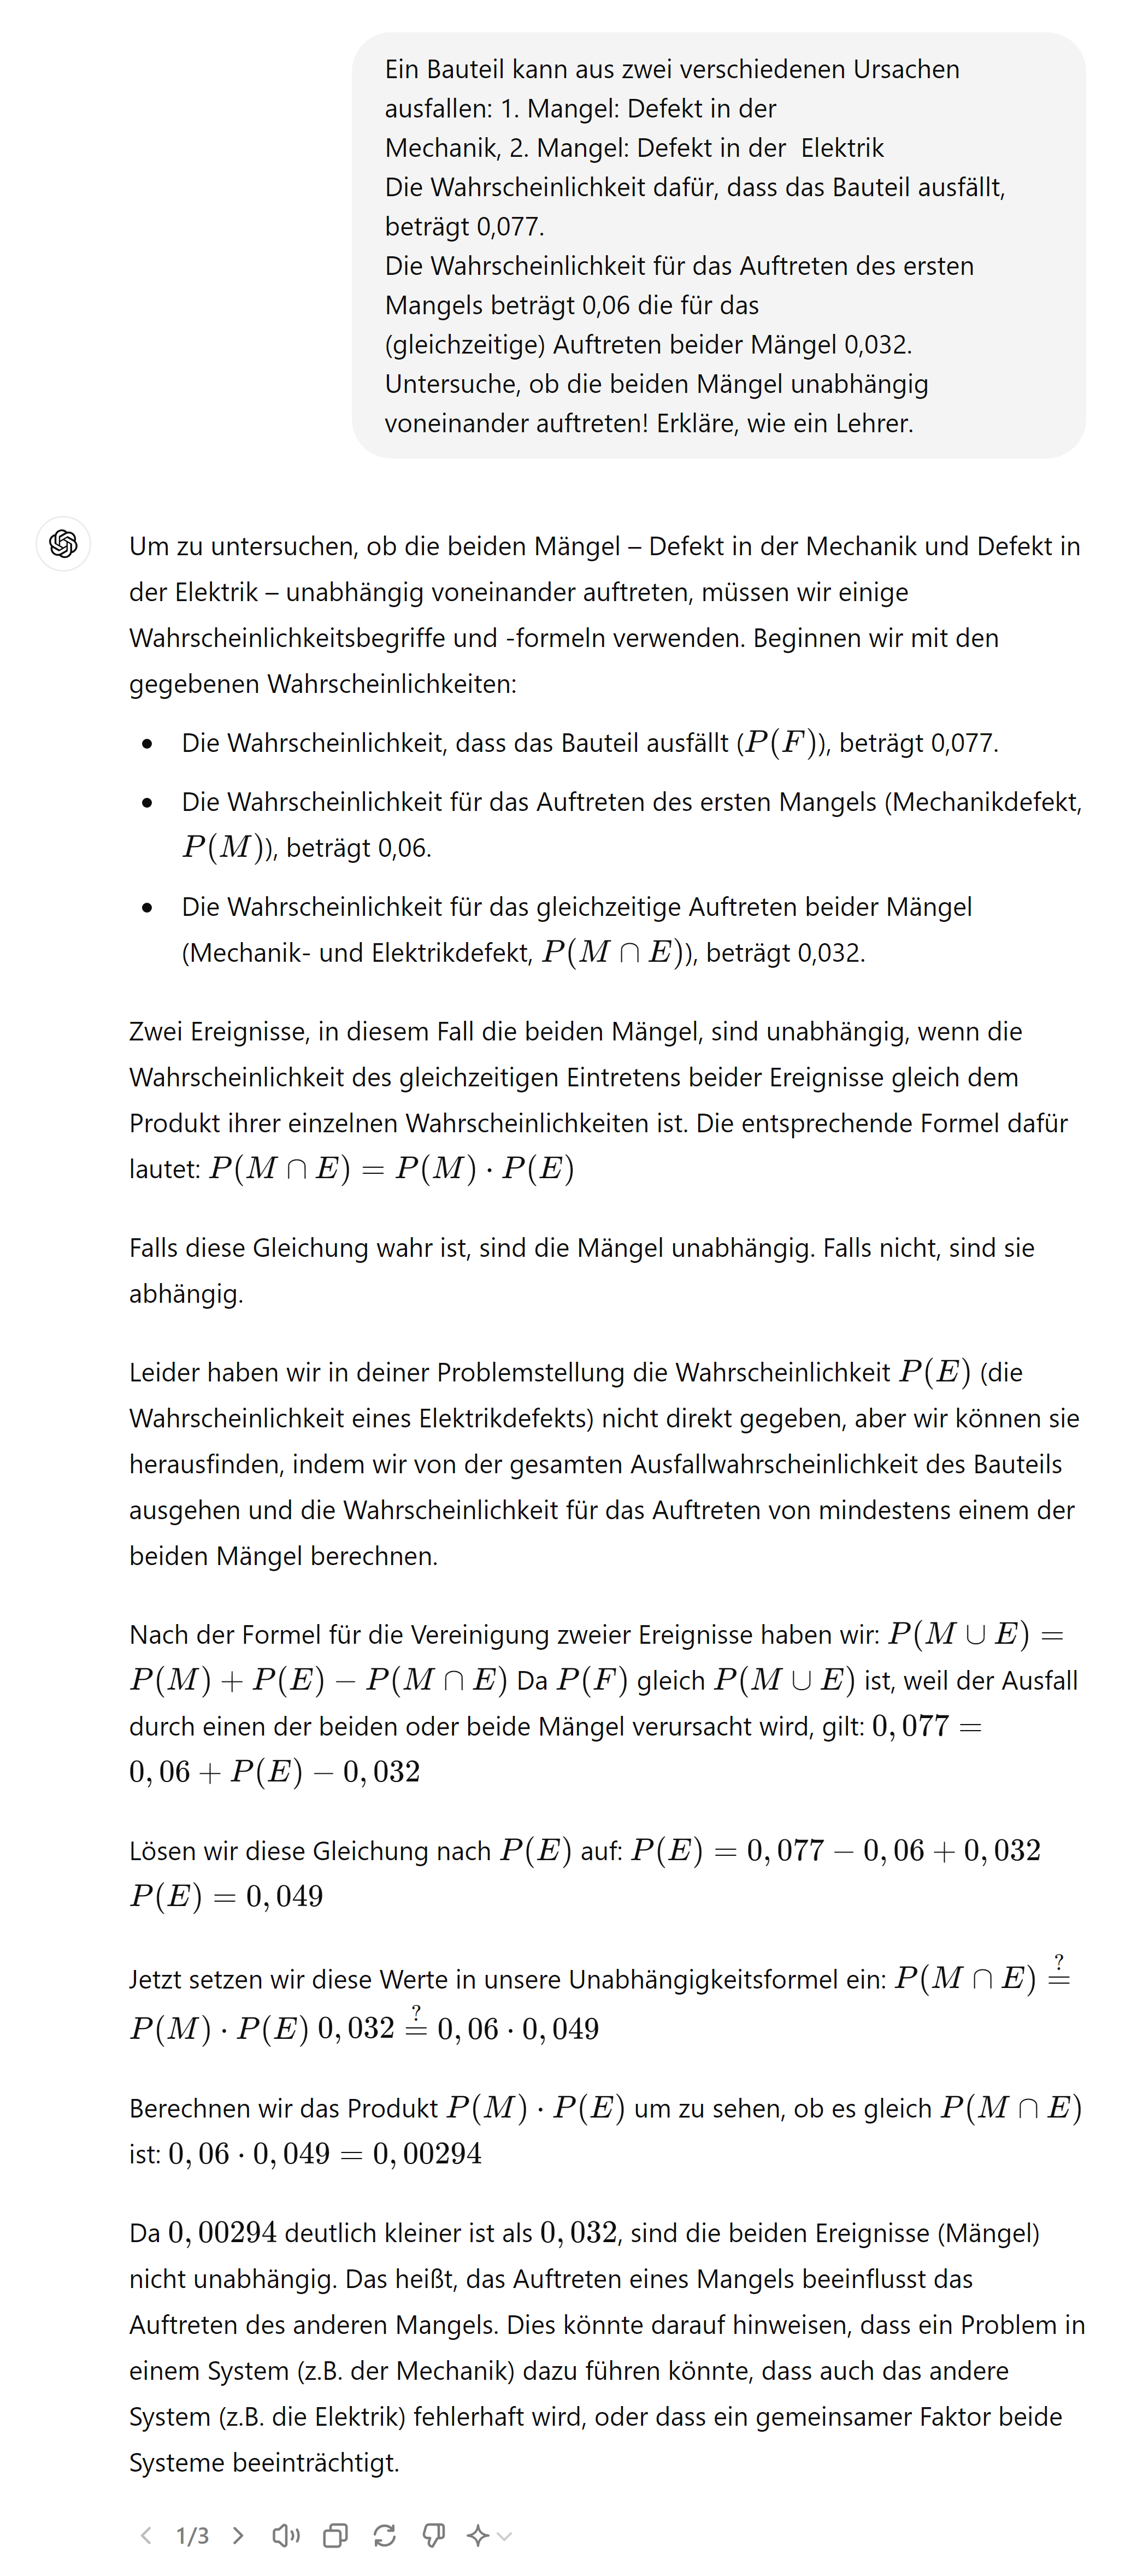 Ein Bauteil kann aus zwei verschiedenen Ursachen
ausfallen: 1. Mangel: Defekt in der
Mechanik, 2. Mangel: Defekt in der  Elektrik
Die Wahrscheinlichkeit dafür, dass das Bauteil ausfällt,
beträgt 0,077.
Die Wahrscheinlichkeit für das Auftreten des ersten
Mangels beträgt 0,06 die für das
(gleichzeitige) Auftreten beider Mängel 0,032.
Untersuche, ob die beiden Mängel unabhängig
voneinander auftreten! Erkläre, wie ein Lehrer.
Um zu untersuchen, ob die beiden Mängel – Defekt in der Mechanik und Defekt in
der Elektrik – unabhängig voneinander auftreten, müssen wir einige
Wahrscheinlichkeitsbegriffe und -formeln verwenden. Beginnen wir mit den
gegebenen Wahrscheinlichkeiten:
• Die Wahrscheinlichkeit, dass das Bauteil ausfällt (P(F)), beträgt 0,077.
• Die Wahrscheinlichkeit für das Auftreten des ersten Mangels (Mechanikdefekt,
P(M)), beträgt 0,06.
• Die Wahrscheinlichkeit für das gleichzeitige Auftreten beider Mängel
(Mechanik- und Elektrikdefekt, P(M ∩ E)), beträgt 0,032.
Zwei Ereignisse, in diesem Fall die beiden Mängel, sind unabhängig, wenn die
Wahrscheinlichkeit des gleichzeitigen Eintretens beider Ereignisse gleich dem
Produkt ihrer einzelnen Wahrscheinlichkeiten ist. Die entsprechende Formel dafür
lautet: P(M ∩ E) = P(M) · P(E)
Falls diese Gleichung wahr ist, sind die Mängel unabhängig. Falls nicht, sind sie
abhängig.
Leider haben wir in deiner Problemstellung die Wahrscheinlichkeit P(E) (die
Wahrscheinlichkeit eines Elektrikdefekts) nicht direkt gegeben, aber wir können sie
herausfinden, indem wir von der gesamten Ausfallwahrscheinlichkeit des Bauteils
ausgehen und die Wahrscheinlichkeit für das Auftreten von mindestens einem der
beiden Mängel berechnen.
Nach der Formel für die Vereinigung zweier Ereignisse haben wir: P(M ∪ E) =
P(M) + P(E) − P(M ∩ E) Da P(F) gleich P(M ∪ E) ist, weil der Ausfall
durch einen der beiden oder beide Mängel verursacht wird, gilt: 0,077 =
0,06 + P(E) − 0,032
Lösen wir diese Gleichung nach P(E) auf: P(E) = 0,077 − 0,06 + 0,032
P(E) = 0,049
Jetzt setzen wir diese Werte in unsere Unabhängigkeitsformel ein: P(M ∩ E) ≟
P(M) · P(E) 0,032 ≟ 0,06 · 0,049
Berechnen wir das Produkt P(M) · P(E) um zu sehen, ob es gleich P(M ∩ E)
ist: 0,06 · 0,049 = 0,00294
Da 0,00294 deutlich kleiner ist als 0,032, sind die beiden Ereignisse (Mängel)
nicht unabhängig. Das heißt, das Auftreten eines Mangels beeinflusst das
Auftreten des anderen Mangels. Dies könnte darauf hinweisen, dass ein Problem in
einem System (z.B. der Mechanik) dazu führen könnte, dass auch das andere
System (z.B. die Elektrik) fehlerhaft wird, oder dass ein gemeinsamer Faktor beide
Systeme beeinträchtigt.
1/3